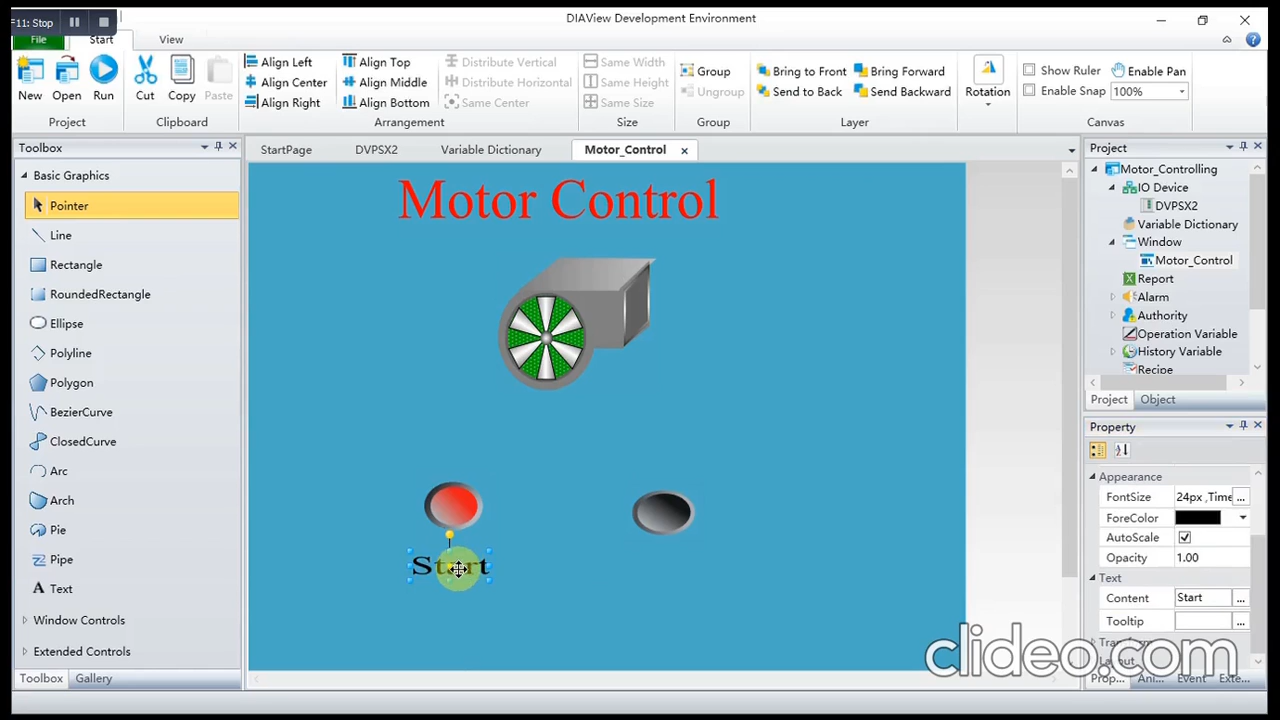 F11: Stop
DIAView Development Environment
File
Start
View
New
Open
Run
Project
Cut
Copy
Paste
Clipboard
Align Left
Align Center
Align Right
Align Top
Align Middle
Align Bottom
Distribute Vertical
Distribute Horizontal
Same Center
Arrangement
Same Width
Same Height
Same Size
Size
Group
Ungroup
Group
Bring to Front
Send to Back
Bring Forward
Send Backward
Layer
Rotation
Show Ruler
Enable Snap
Enable Pan
100%
Canvas
Toolbox
Basic Graphics
Pointer
Line
Rectangle
RoundedRectangle
Ellipse
Polyline
Polygon
BezierCurve
ClosedCurve
Arc
Arch
Pie
Pipe
A Text
Window Controls
Extended Controls
Toolbox
Gallery
StartPage
DVPSX2
Variable Dictionary
Motor_Control
Motor Control
Start
Project
Motor_Controlling
IO Device
DVPSX2
Variable Dictionary
Window
Motor_Control
Report
Alarm
Authority
Operation Variable
History Variable
Recipe
Project
Object
Property
Appearance
FontSize 24px ,Time ...
ForeColor
AutoScale
Opacity 1.00
Text
Content Start ...
Tooltip ...
Prop... Ani... Event Exte...
clideo.com